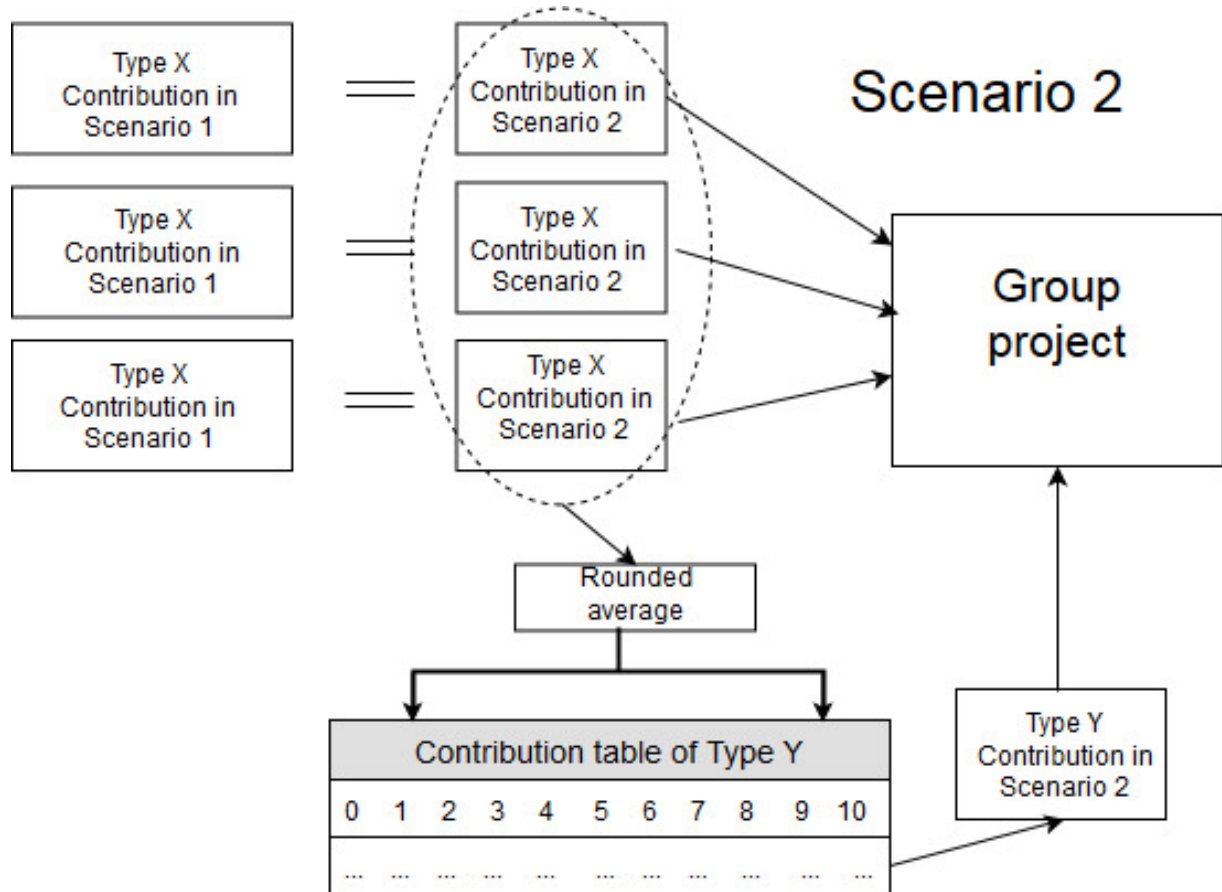 Type X
Contribution in
Scenario 1
Type X
Contribution in
Scenario 2
Scenario 2
Type X
Contribution in
Scenario 1
Type X
Contribution in
Scenario 2
Group
project
Type X
Contribution in
Scenario 1
Type X
Contribution in
Scenario 2
Rounded
average
Contribution table of Type Y
0 1 2 3 4 5 6 7 8 9 10
... ... ... ... ... ... ... ... ... ... ...
Type Y
Contribution in
Scenario 2